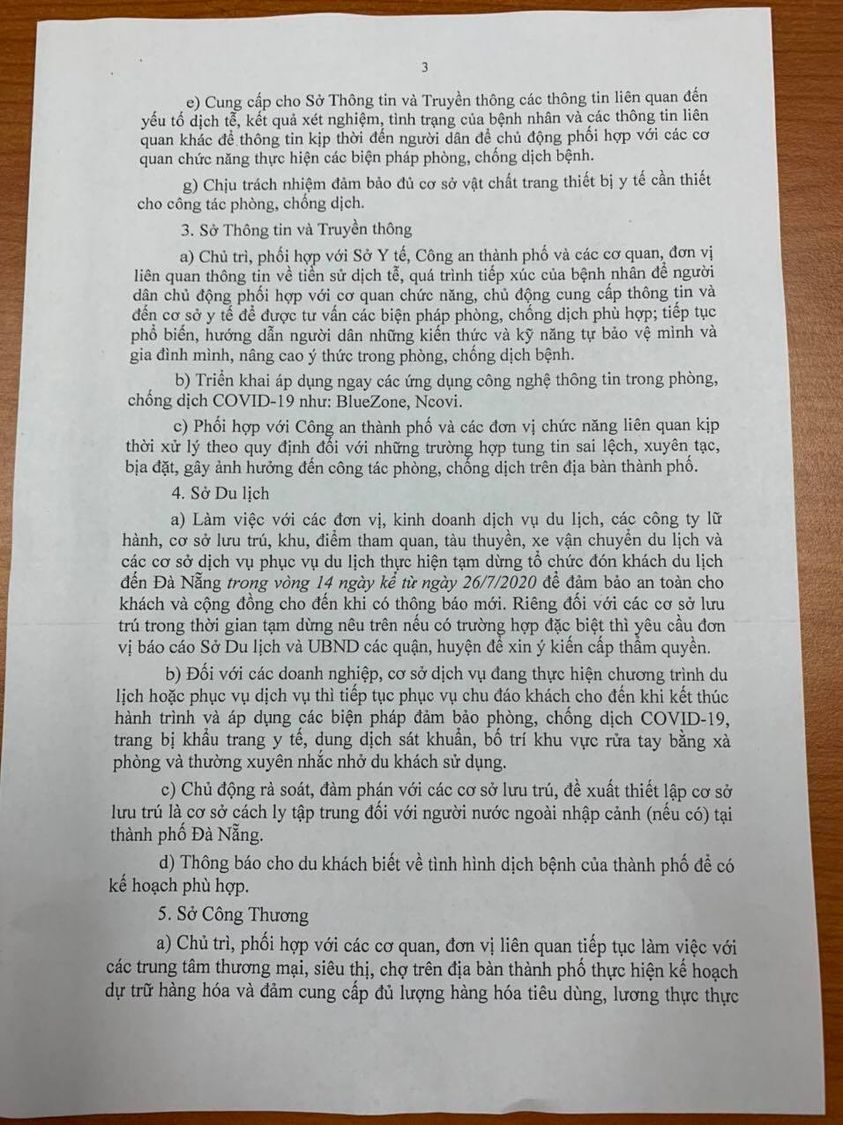 3
e) Cung cấp cho Sở Thông tin và Truyền thông các thông tin liên quan đến
yếu tố dịch tễ, kết quả xét nghiệm, tình trạng của bệnh nhân và các thông tin liên
quan khác để thông tin kịp thời đến người dân để chủ động phối hợp với các cơ
quan chức năng thực hiện các biện pháp phòng, chống dịch bệnh.
g) Chịu trách nhiệm đảm bảo đủ cơ sở vật chất trang thiết bị y tế cần thiết
cho công tác phòng, chống dịch.
3. Sở Thông tin và Truyền thông
a) Chủ trì, phối hợp với Sở Y tế, Công an thành phố và các cơ quan, đơn vị
liên quan thông tin về tiền sử dịch tễ, quá trình tiếp xúc của bệnh nhân để người
dân chủ động phối hợp với cơ quan chức năng, chủ động cung cấp thông tin và
đến cơ sở y tế để được tư vấn các biện pháp phòng, chống dịch phù hợp; tiếp tục
phổ biến, hướng dẫn người dân những kiến thức và kỹ năng tự bảo vệ mình và
gia đình mình, nâng cao ý thức trong phòng, chống dịch bệnh.
b) Triển khai áp dụng ngay các ứng dụng công nghệ thông tin trong phòng,
chống dịch COVID-19 như: BlueZone, Ncovi.
c) Phối hợp với Công an thành phố và các đơn vị chức năng liên quan kịp
thời xử lý theo quy định đối với những trường hợp tung tin sai lệch, xuyên tạc,
bịa đặt, gây ảnh hưởng đến công tác phòng, chống dịch trên địa bàn thành phố.
4. Sở Du lịch
a) Làm việc với các đơn vị, kinh doanh dịch vụ du lịch, các công ty lữ
hành, cơ sở lưu trú, khu, điểm tham quan, tàu thuyền, xe vận chuyển du lịch và
các cơ sở dịch vụ phục vụ du lịch thực hiện tạm dừng tổ chức đón khách du lịch
đến Đà Nẵng trong vòng 14 ngày kể từ ngày 26/7/2020 để đảm bảo an toàn cho
khách và cộng đồng cho đến khi có thông báo mới. Riêng đối với các cơ sở lưu
trú trong thời gian tạm dừng nêu trên nếu có trường hợp đặc biệt thì yêu cầu đơn
vị báo cáo Sở Du lịch và UBND các quận, huyện để xin ý kiến cấp thẩm quyền.
b) Đối với các doanh nghiệp, cơ sở dịch vụ đang thực hiện chương trình du
lịch hoặc phục vụ dịch vụ thì tiếp tục phục vụ chu đáo khách cho đến khi kết thúc
hành trình và áp dụng các biện pháp đảm bảo phòng, chống dịch COVID-19,
trang bị khẩu trang y tế, dung dịch sát khuẩn, bố trí khu vực rửa tay bằng xà
phòng và thường xuyên nhắc nhở du khách sử dụng.
c) Chủ động rà soát, đàm phán với các cơ sở lưu trú, đề xuất thiết lập cơ sở
lưu trú là cơ sở cách ly tập trung đối với người nước ngoài nhập cảnh (nếu có) tại
thành phố Đà Nẵng.
d) Thông báo cho du khách biết về tình hình dịch bệnh của thành phố để có
kế hoạch phù hợp.
5. Sở Công Thương
a) Chủ trì, phối hợp với các cơ quan, đơn vị liên quan tiếp tục làm việc với
các trung tâm thương mại, siêu thị, chợ trên địa bàn thành phố thực hiện kế hoạch
dự trữ hàng hóa và đảm cung cấp đủ lượng hàng hóa tiêu dùng, lương thực thực